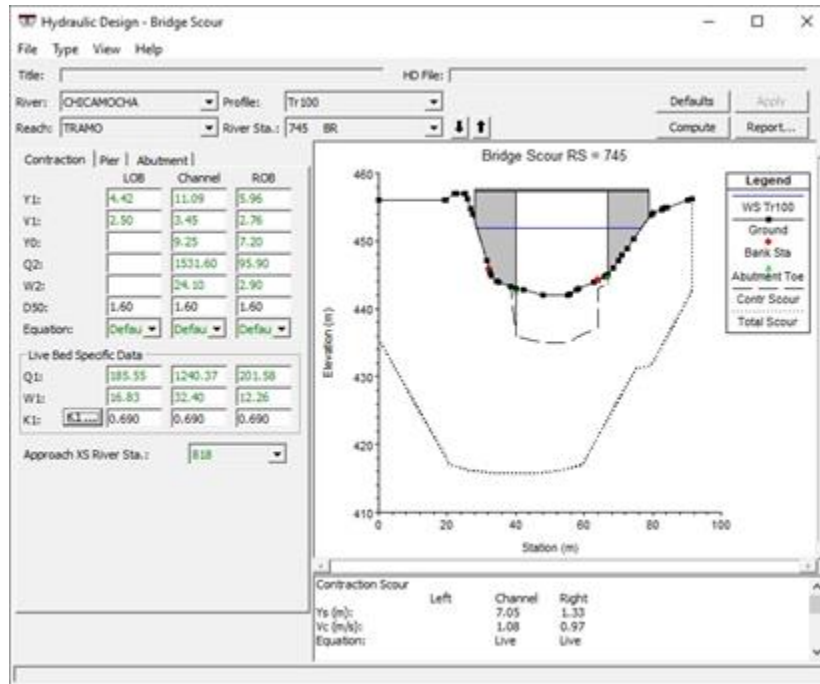 Hydraulic Design - Bridge Scour
File Type View Help
Title: HD File:
River: CHICAMOCHA Profile: Tr100 Defaults Apply
Reach: TRAMO River Sta.: 745 BR Compute Report...
Contraction Pier Abutment
LOB Channel ROB
Y1: 4.42 11.09 5.96
V1: 2.50 3.45 2.76
Y0: 9.25 7.20
Q2: 1531.60 95.90
W2: 24.10 2.90
D50: 1.60 1.60 1.60
Equation: Defau Defau Defau
Live Bed Specific Data
Q1: 185.55 1240.37 201.58
W1: 16.83 32.40 12.26
K1: K1 ... 0.690 0.690 0.690
Approach XS River Sta.: 818
Bridge Scour RS = 745
460
450
440
430
420
410
Elevation (m)
0 20 40 60 80 100
Station (m)
Legend
WS Tr100
Ground
Bank Sta
Abutment Toe
Contr Scour
Total Scour
Contraction Scour
Left Channel Right
Ys (m): 7.05 1.33
Vc (m/s): 1.08 0.97
Equation: Live Live